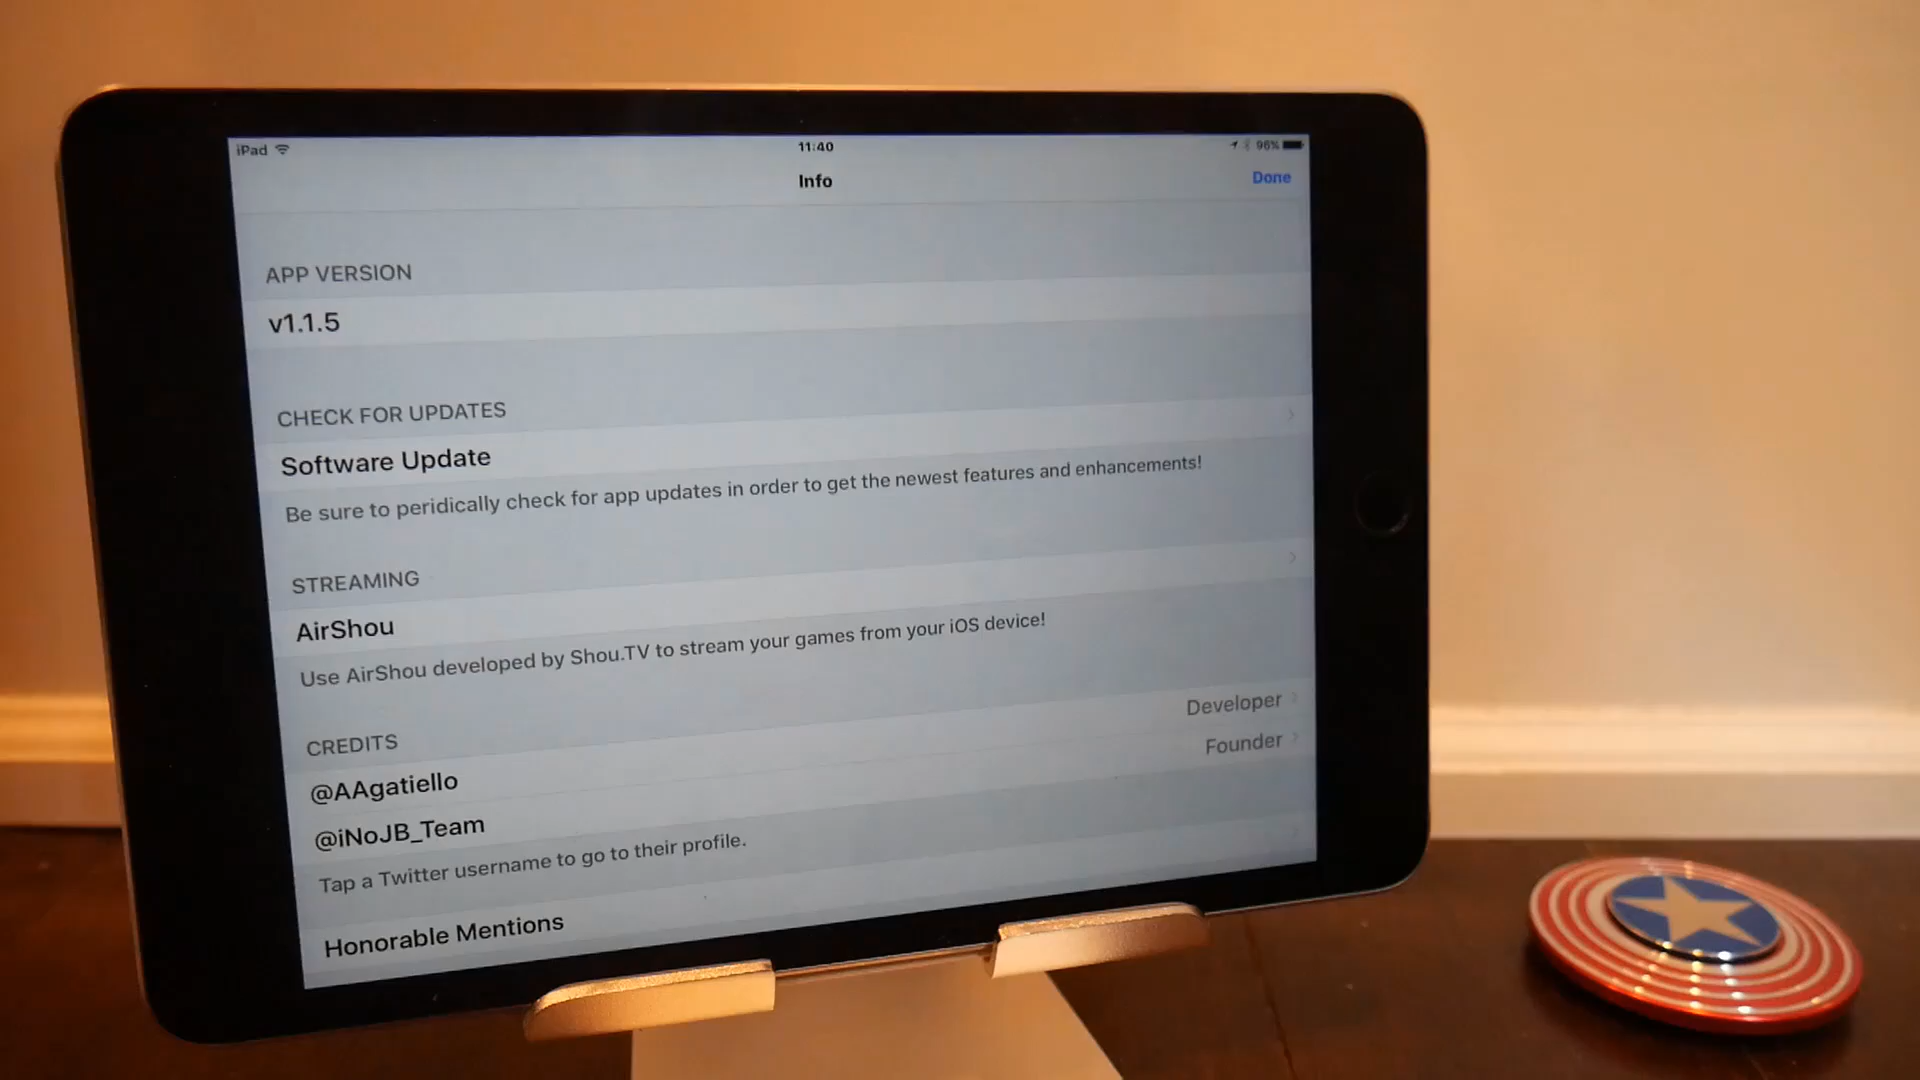 iPad
11:40
96%
Info
Done
APP VERSION
v1.1.5
CHECK FOR UPDATES
Software Update
Be sure to peridically check for app updates in order to get the newest features and enhancements!
STREAMING
AirShou
Use AirShou developed by Shou.TV to stream your games from your iOS device!
CREDITS
@AAgatiello Developer
@iNoJB_Team Founder
Tap a Twitter username to go to their profile.
Honorable Mentions